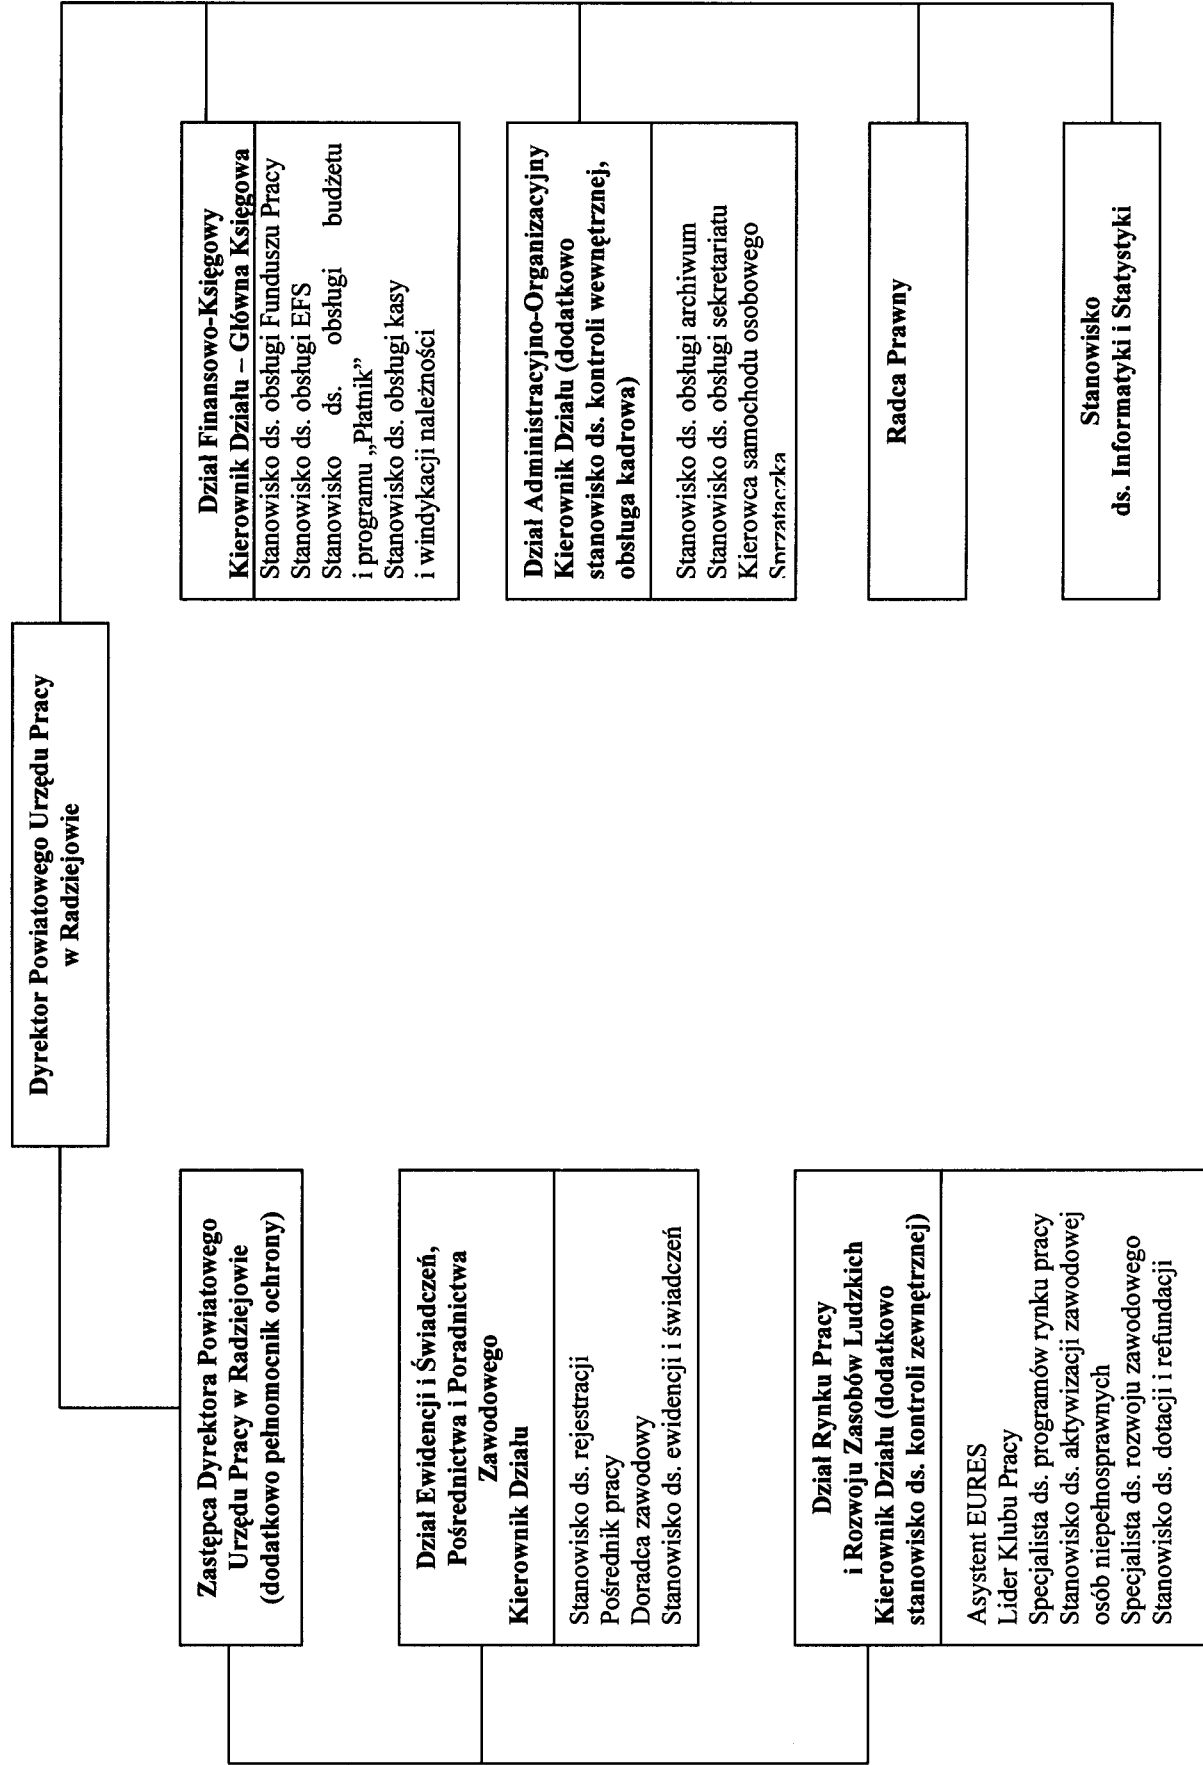 Dyrektor Powiatowego Urzędu Pracy
w Radziejowie
Zastępca Dyrektora Powiatowego
Urzędu Pracy w Radziejowie
(dodatkowo pełnomocnik ochrony)
Dział Ewidencji i Świadczeń,
Pośrednictwa i Poradnictwa
Zawodowego
Kierownik Działu
Stanowisko ds. rejestracji
Pośrednik pracy
Doradca zawodowy
Stanowisko ds. ewidencji i świadczeń
Dział Rynku Pracy
i Rozwoju Zasobów Ludzkich
Kierownik Działu (dodatkowo
stanowisko ds. kontroli zewnętrznej)
Asystent EURES
Lider Klubu Pracy
Specjalista ds. programów rynku pracy
Stanowisko ds. aktywizacji zawodowej
osób niepełnosprawnych
Specjalista ds. rozwoju zawodowego
Stanowisko ds. dotacji i refundacji
Dział Finansowo-Księgowy
Kierownik Działu – Główna Księgowa
Stanowisko ds. obsługi Funduszu Pracy
Stanowisko ds. obsługi EFS
Stanowisko ds. obsługi budżetu
i programu „Płatnik”
Stanowisko ds. obsługi kasy
i windykacji należności
Dział Administracyjno-Organizacyjny
Kierownik Działu (dodatkowo
stanowisko ds. kontroli wewnętrznej,
obsługa kadrowa)
Stanowisko ds. obsługi archiwum
Stanowisko ds. obsługi sekretariatu
Kierowca samochodu osobowego
Sprzątaczka
Radca Prawny
Stanowisko
ds. Informatyki i Statystyki